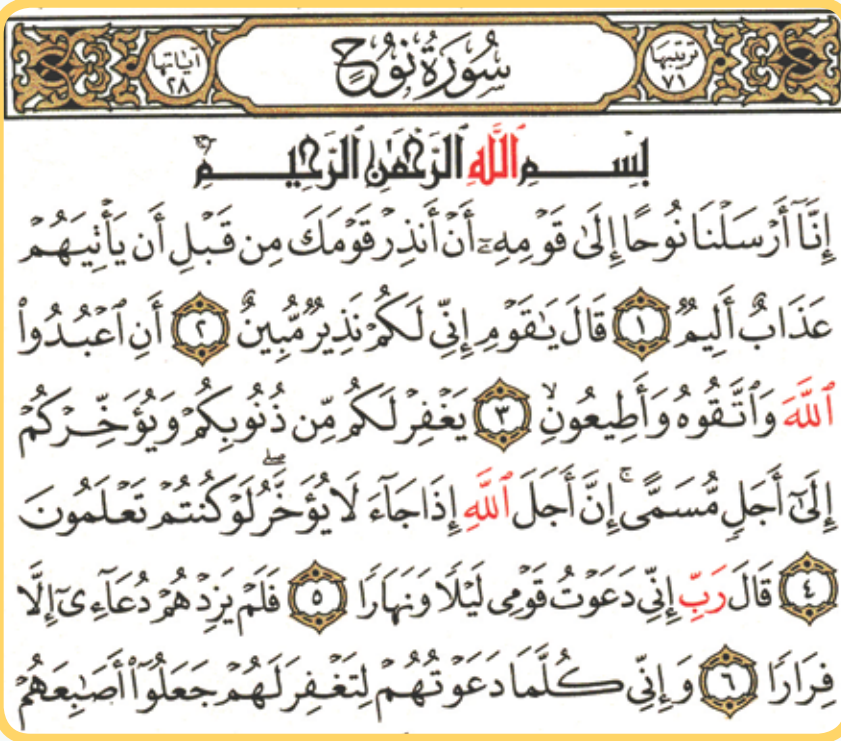 ترتيبها ٧١ سُورَةُ نُوحٍ آياتها ٢٨
بِسْمِ ٱللَّهِ ٱلرَّحْمَٰنِ ٱلرَّحِيمِ
إِنَّآ أَرْسَلْنَا نُوحًا إِلَىٰ قَوْمِهِۦٓ أَنْ أَنذِرْ قَوْمَكَ مِن قَبْلِ أَن يَأْتِيَهُمْ
عَذَابٌ أَلِيمٌ ١ قَالَ يَٰقَوْمِ إِنِّى لَكُمْ نَذِيرٌ مُّبِينٌ ٢ أَنِ ٱعْبُدُوا۟
ٱللَّهَ وَٱتَّقُوهُ وَأَطِيعُونِ ۙ ٣ يَغْفِرْ لَكُم مِّن ذُنُوبِكُمْ وَيُؤَخِّرْكُمْ
إِلَىٰٓ أَجَلٍ مُّسَمًّى ۚ إِنَّ أَجَلَ ٱللَّهِ إِذَا جَآءَ لَا يُؤَخَّرُ ۖ لَوْ كُنتُمْ تَعْلَمُونَ
٤ قَالَ رَبِّ إِنِّى دَعَوْتُ قَوْمِى لَيْلًا وَنَهَارًا ٥ فَلَمْ يَزِدْهُمْ دُعَآءِىٓ إِلَّا
فِرَارًا ٦ وَإِنِّى كُلَّمَا دَعَوْتُهُمْ لِتَغْفِرَ لَهُمْ جَعَلُوٓا۟ أَصَٰبِعَهُمْ